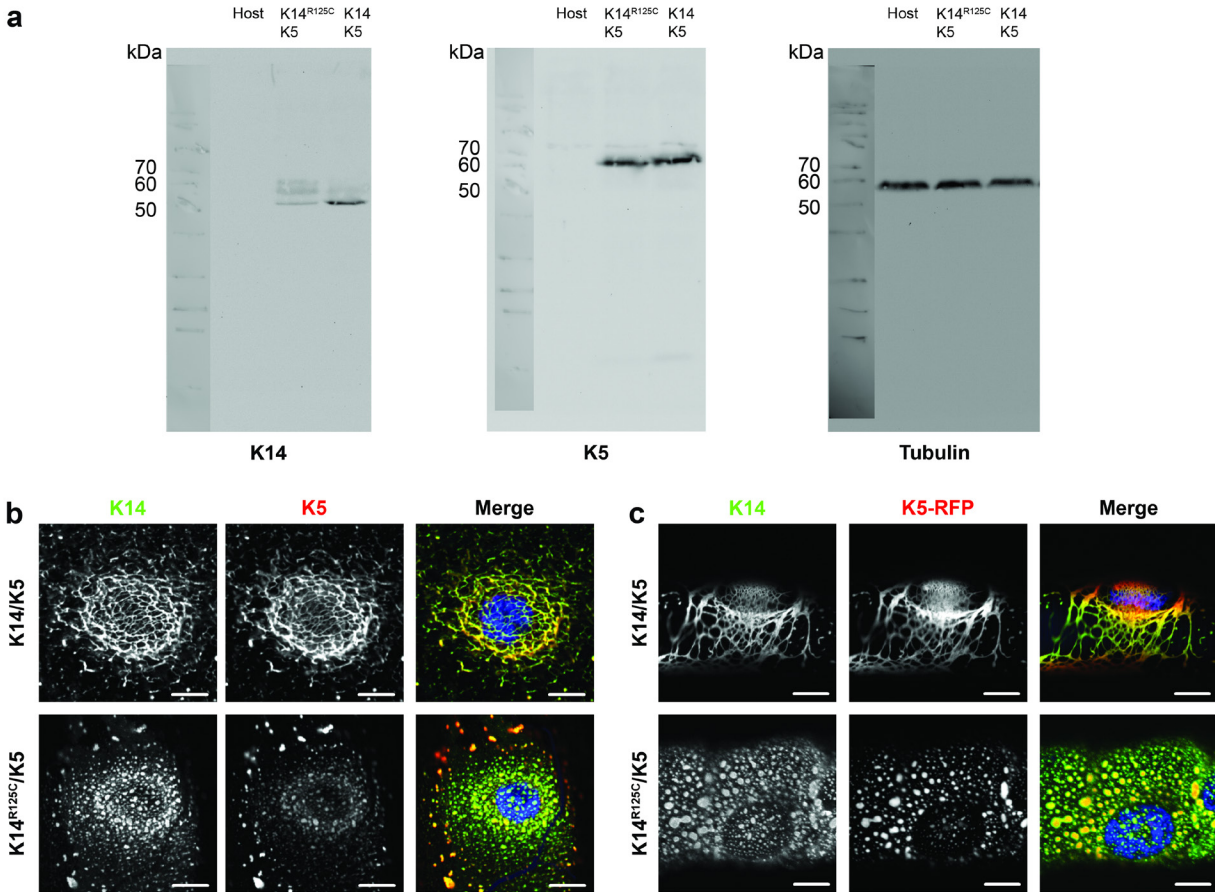 a
Host K14R125C K5 K14 K5
kDa
70
60
50
K14
Host K14R125C K5 K14 K5
kDa
70
60
50
K5
Host K14R125C K5 K14 K5
kDa
70
60
50
Tubulin
b
K14 K5 Merge
K14/K5
K14R125C/K5
c
K14 K5-RFP Merge
K14/K5
K14R125C/K5